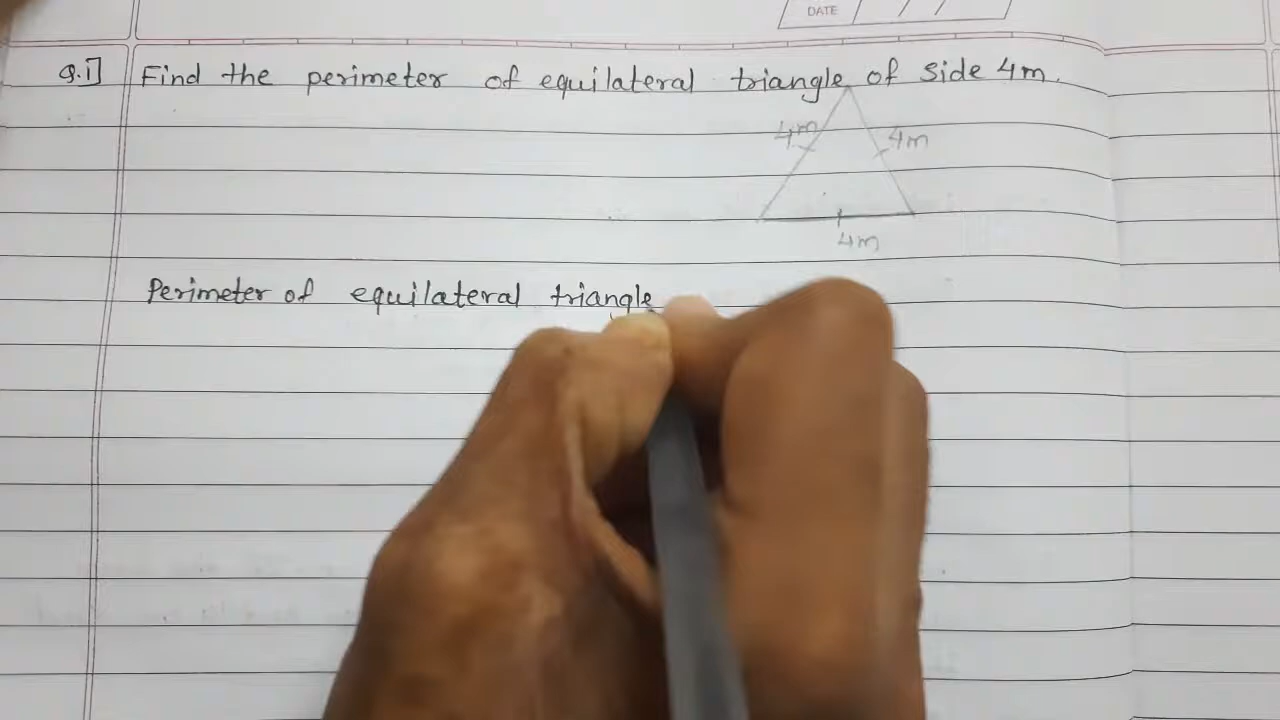 DATE
Q.1] Find the perimeter of equilateral triangle of side 4m.
4m 4m
4m
Perimeter of equilateral triangle